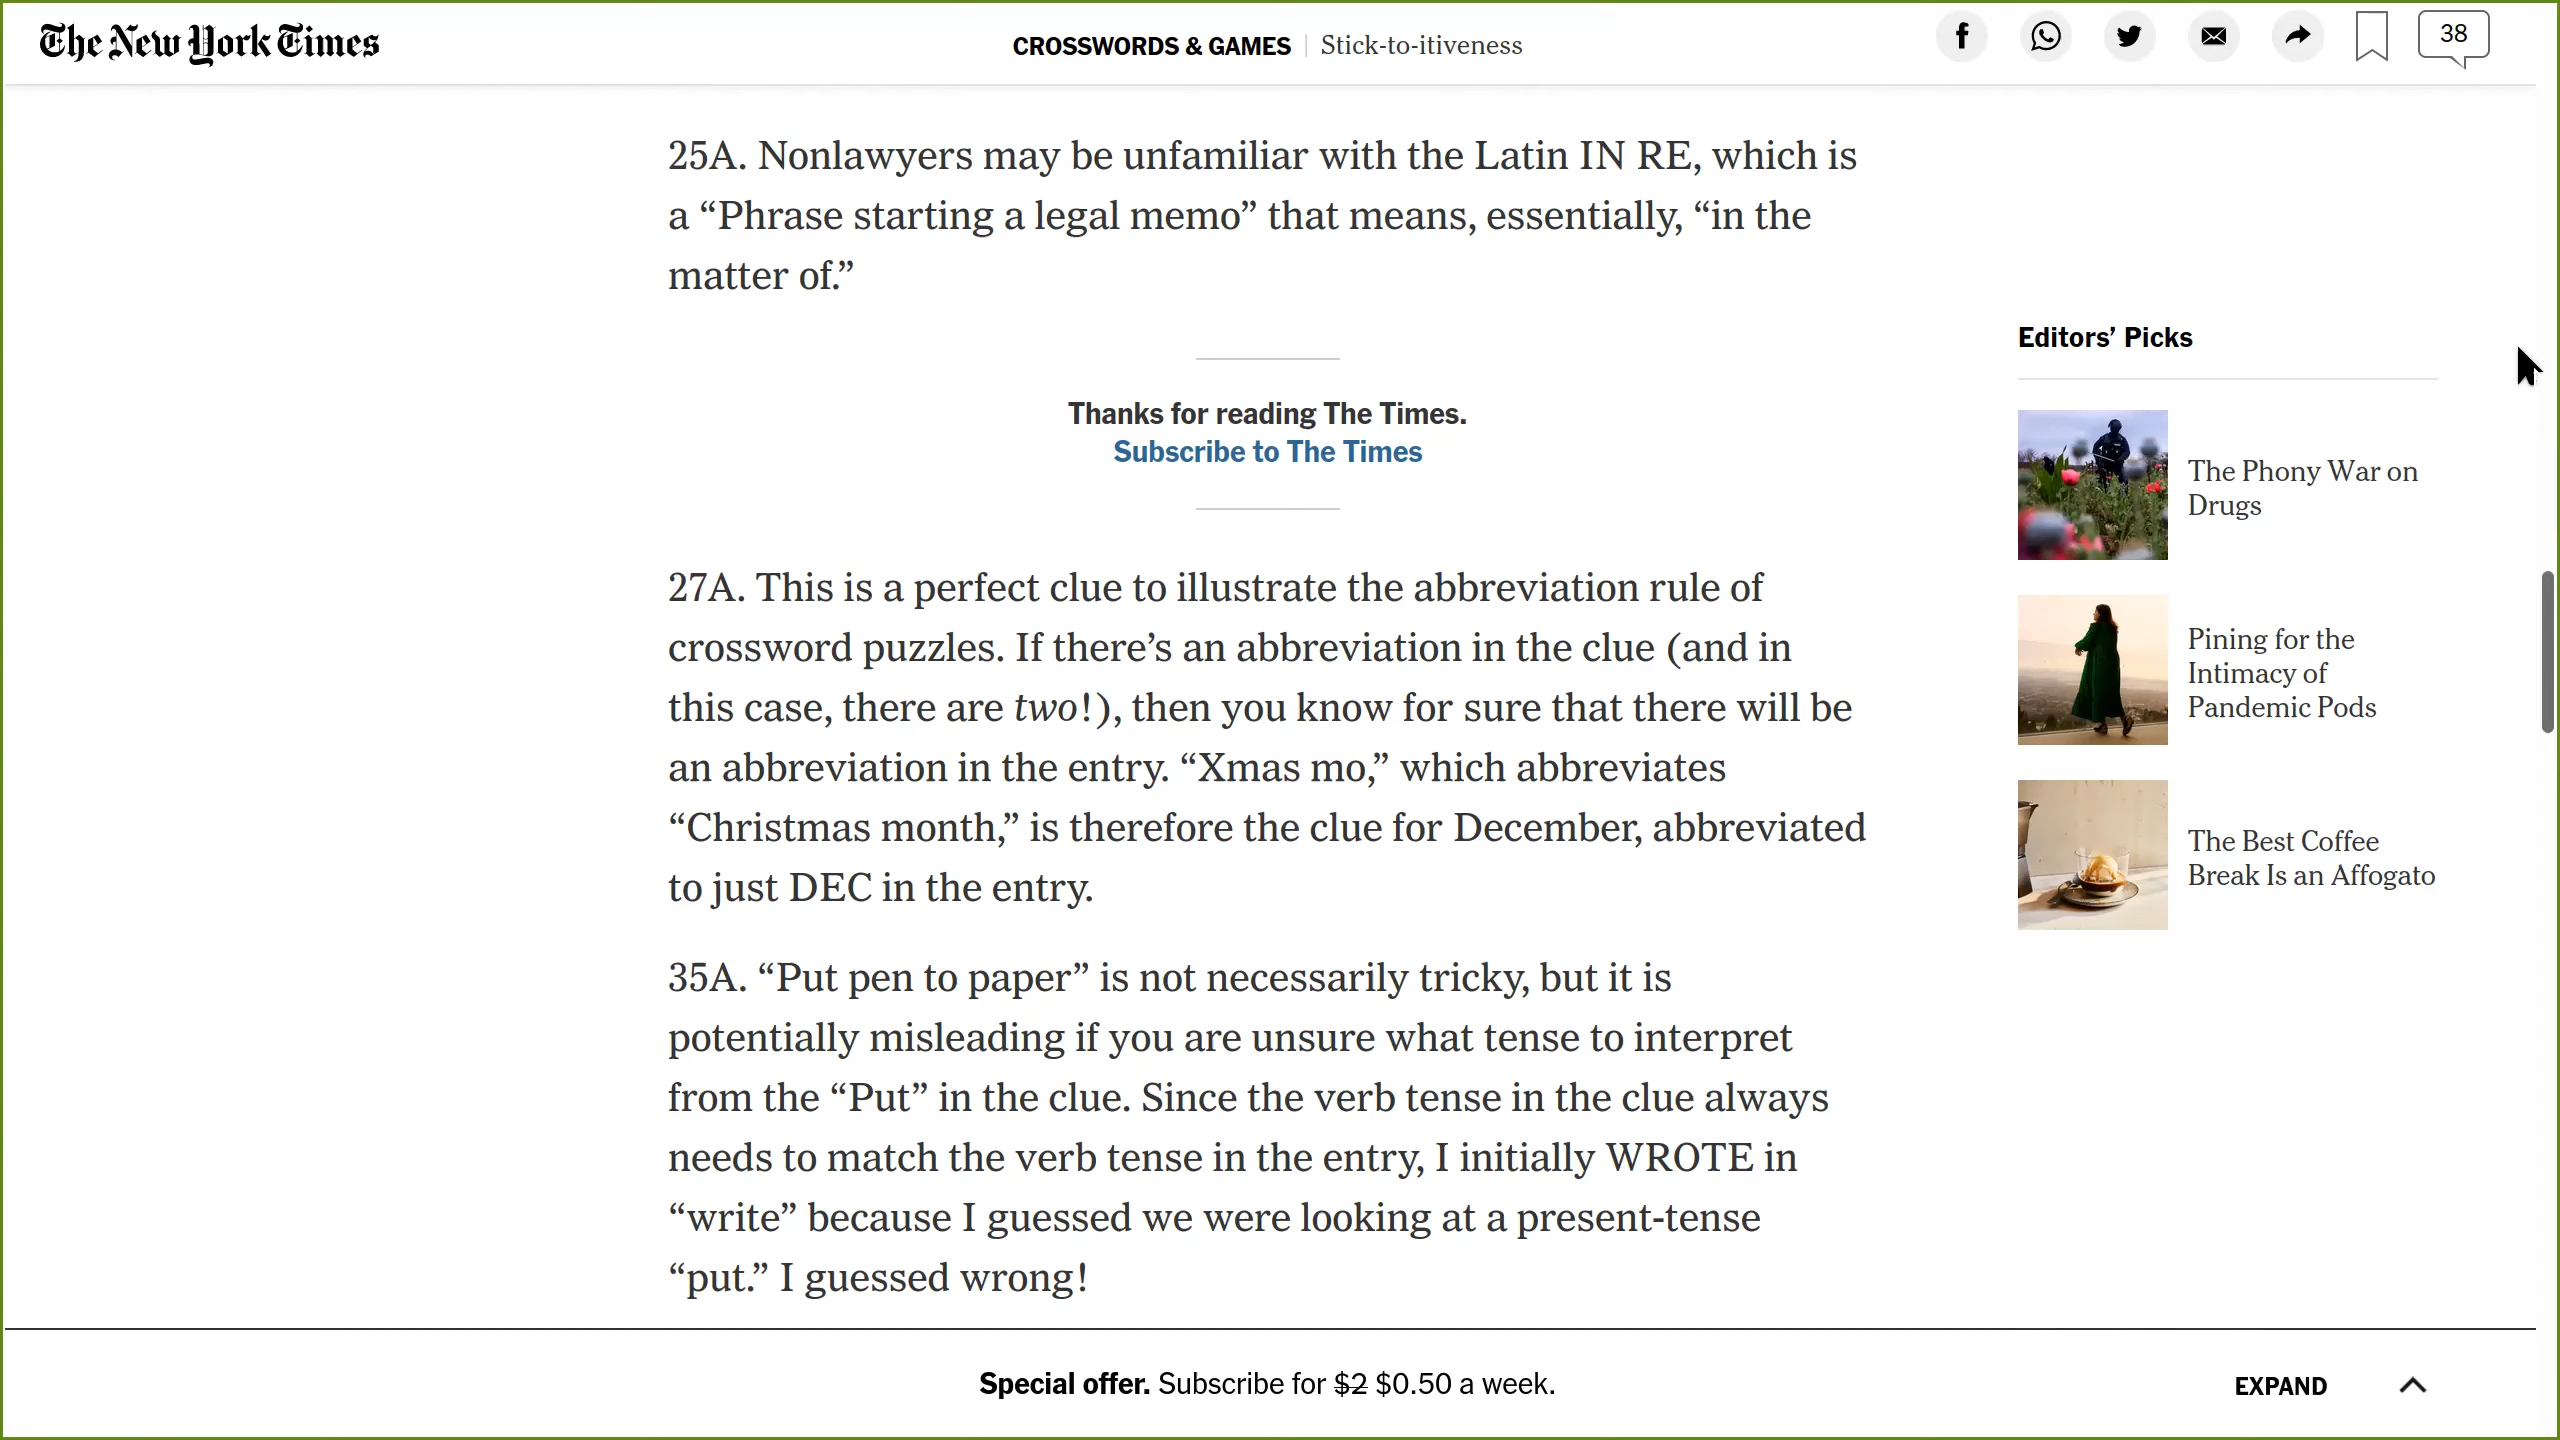 The New York Times
CROSSWORDS & GAMES | Stick-to-itiveness
38
25A. Nonlawyers may be unfamiliar with the Latin IN RE, which is
a “Phrase starting a legal memo” that means, essentially, “in the
matter of.”
Thanks for reading The Times.
Subscribe to The Times
27A. This is a perfect clue to illustrate the abbreviation rule of
crossword puzzles. If there’s an abbreviation in the clue (and in
this case, there are two!), then you know for sure that there will be
an abbreviation in the entry. “Xmas mo,” which abbreviates
“Christmas month,” is therefore the clue for December, abbreviated
to just DEC in the entry.
35A. “Put pen to paper” is not necessarily tricky, but it is
potentially misleading if you are unsure what tense to interpret
from the “Put” in the clue. Since the verb tense in the clue always
needs to match the verb tense in the entry, I initially WROTE in
“write” because I guessed we were looking at a present-tense
“put.” I guessed wrong!
Editors’ Picks
The Phony War on
Drugs
Pining for the
Intimacy of
Pandemic Pods
The Best Coffee
Break Is an Affogato
Special offer. Subscribe for $2 $0.50 a week.
EXPAND